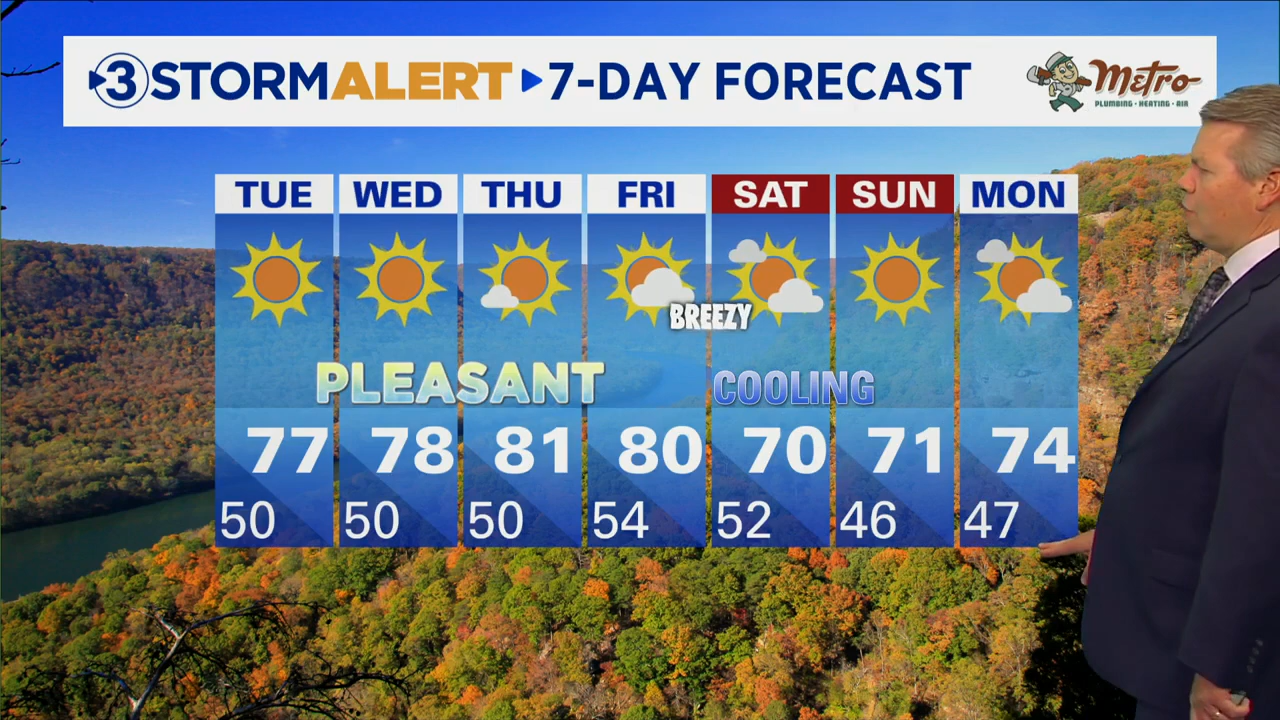 3 STORMALERT 7-DAY FORECAST
Metro
PLUMBING · HEATING · AIR
TUE WED THU FRI SAT SUN MON
BREEZY
PLEASANT COOLING
77 78 81 80 70 71 74
50 50 50 54 52 46 47